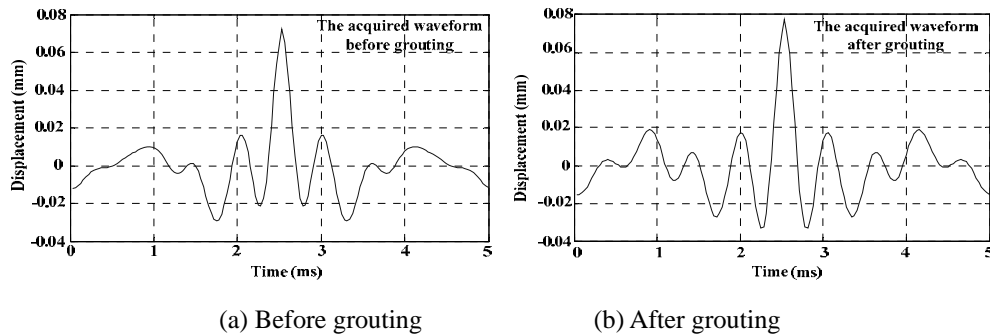 The acquired waveform
before grouting
0.08
0.06
0.04
0.02
0
-0.02
-0.04
Displacement (mm)
0 1 2 3 4 5
Time (ms)
(a) Before grouting
The acquired waveform
after grouting
0.08
0.06
0.04
0.02
0
-0.02
-0.04
Displacement (mm)
0 1 2 3 4 5
Time (ms)
(b) After grouting